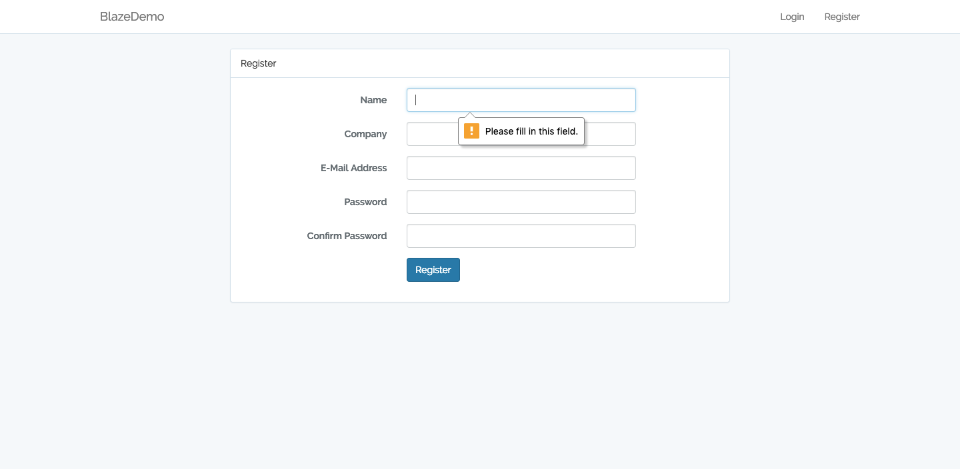 BlazeDemo
Login
Register
Register
Name
Please fill in this field.
Company
E-Mail Address
Password
Confirm Password
Register